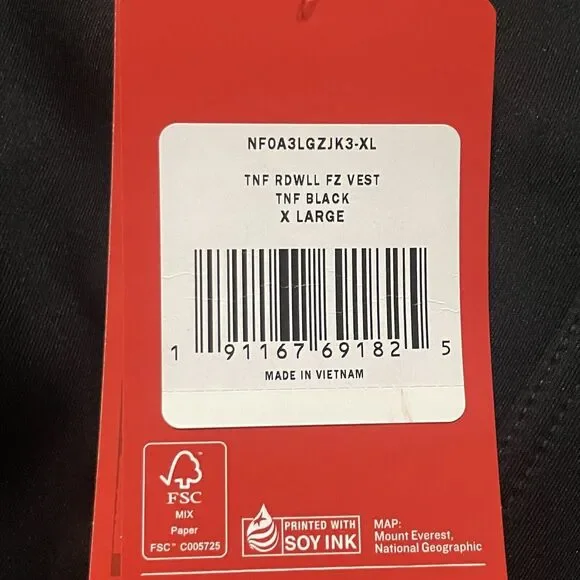 NF0A3LGZJK3-XL
TNF RDWLL FZ VEST
TNF BLACK
X LARGE
1 91167 69182 5
MADE IN VIETNAM
FSC
MIX
Paper
FSC™ C005725
PRINTED WITH
SOY INK
MAP:
Mount Everest,
National Geographic